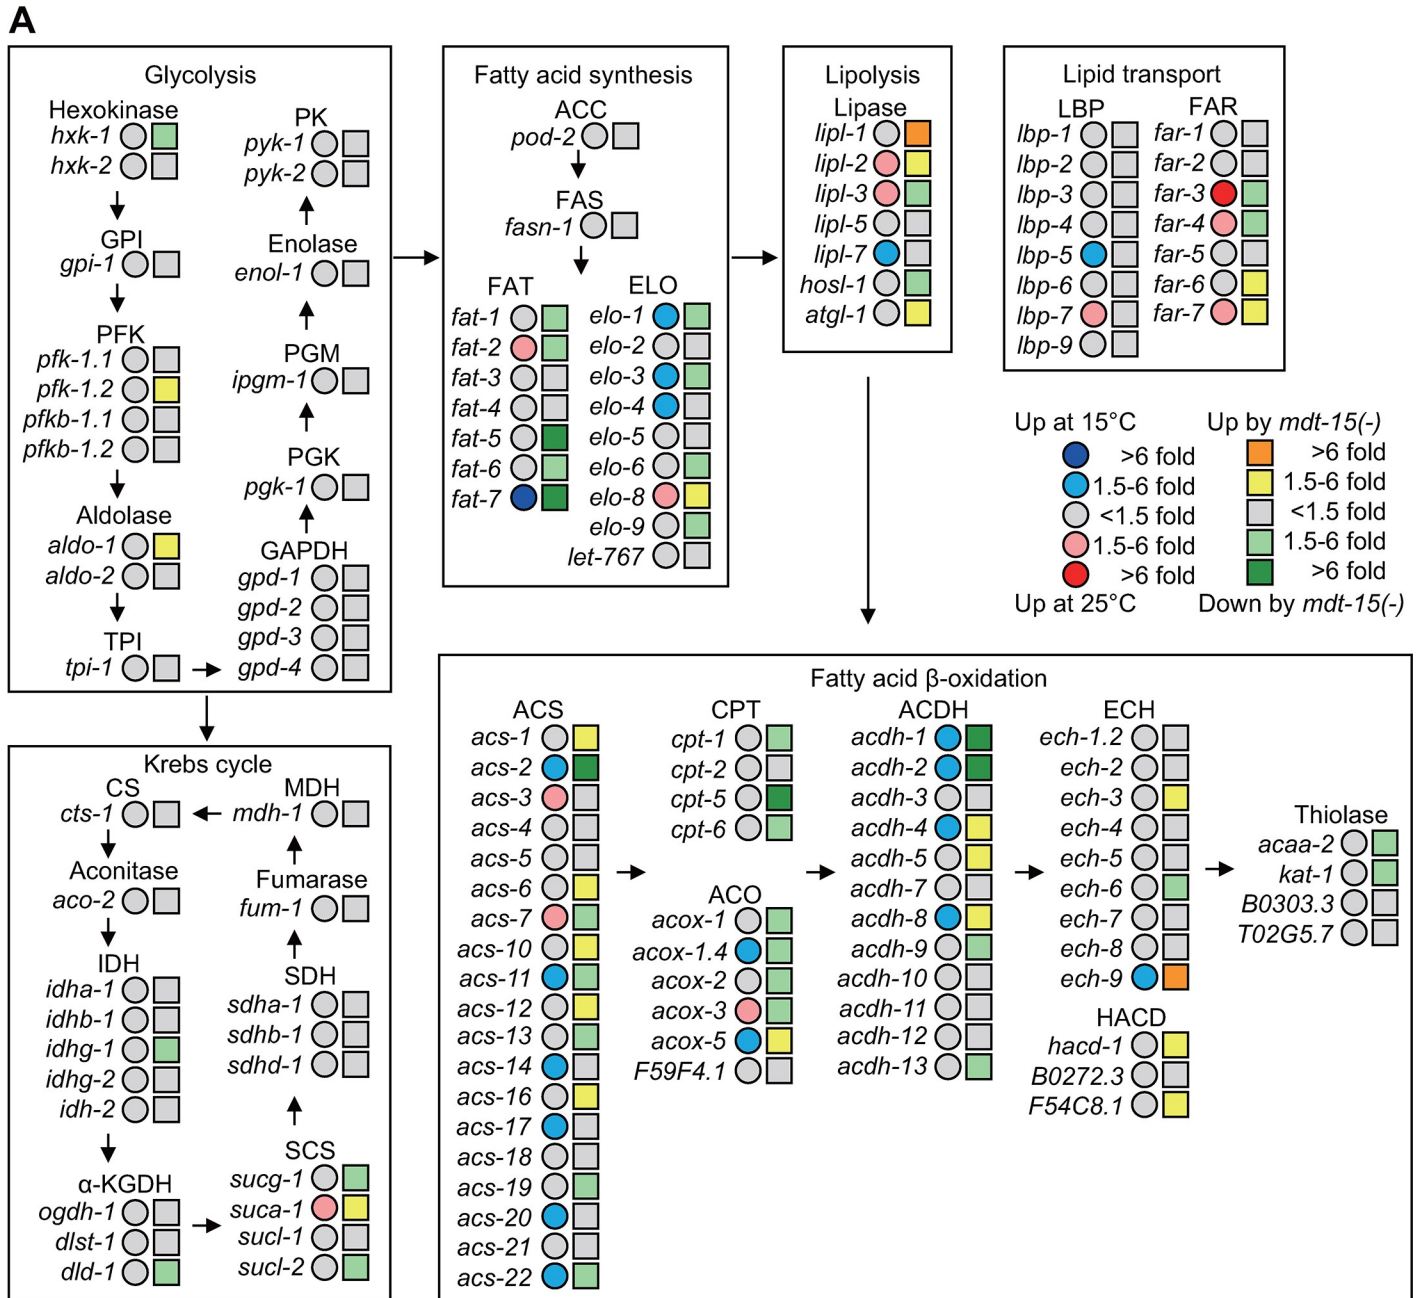 A
Glycolysis
Hexokinase
hxk-1
hxk-2
GPI
gpi-1
PFK
pfk-1.1
pfk-1.2
pfkb-1.1
pfkb-1.2
Aldolase
aldo-1
aldo-2
TPI
tpi-1
PK
pyk-1
pyk-2
Enolase
enol-1
PGM
ipgm-1
PGK
pgk-1
GAPDH
gpd-1
gpd-2
gpd-3
gpd-4
Fatty acid synthesis
ACC
pod-2
FAS
fasn-1
FAT
fat-1
fat-2
fat-3
fat-4
fat-5
fat-6
fat-7
ELO
elo-1
elo-2
elo-3
elo-4
elo-5
elo-6
elo-8
elo-9
let-767
Lipolysis
Lipase
lipl-1
lipl-2
lipl-3
lipl-5
lipl-7
hosl-1
atgl-1
Lipid transport
LBP
lbp-1
lbp-2
lbp-3
lbp-4
lbp-5
lbp-6
lbp-7
lbp-9
FAR
far-1
far-2
far-3
far-4
far-5
far-6
far-7
Up at 15°C
>6 fold
1.5-6 fold
<1.5 fold
1.5-6 fold
>6 fold
Up at 25°C
Up by mdt-15(-)
>6 fold
1.5-6 fold
<1.5 fold
1.5-6 fold
>6 fold
Down by mdt-15(-)
Krebs cycle
CS
cts-1
Aconitase
aco-2
IDH
idha-1
idhb-1
idhg-1
idhg-2
idh-2
α-KGDH
ogdh-1
dlst-1
dld-1
MDH
mdh-1
Fumarase
fum-1
SDH
sdha-1
sdhb-1
sdhd-1
SCS
sucg-1
suca-1
sucl-1
sucl-2
Fatty acid β-oxidation
ACS
acs-1
acs-2
acs-3
acs-4
acs-5
acs-6
acs-7
acs-10
acs-11
acs-12
acs-13
acs-14
acs-16
acs-17
acs-18
acs-19
acs-20
acs-21
acs-22
CPT
cpt-1
cpt-2
cpt-5
cpt-6
ACO
acox-1
acox-1.4
acox-2
acox-3
acox-5
F59F4.1
ACDH
acdh-1
acdh-2
acdh-3
acdh-4
acdh-5
acdh-7
acdh-8
acdh-9
acdh-10
acdh-11
acdh-12
acdh-13
ECH
ech-1.2
ech-2
ech-3
ech-4
ech-5
ech-6
ech-7
ech-8
ech-9
HACD
hacd-1
B0272.3
F54C8.1
Thiolase
acaa-2
kat-1
B0303.3
T02G5.7